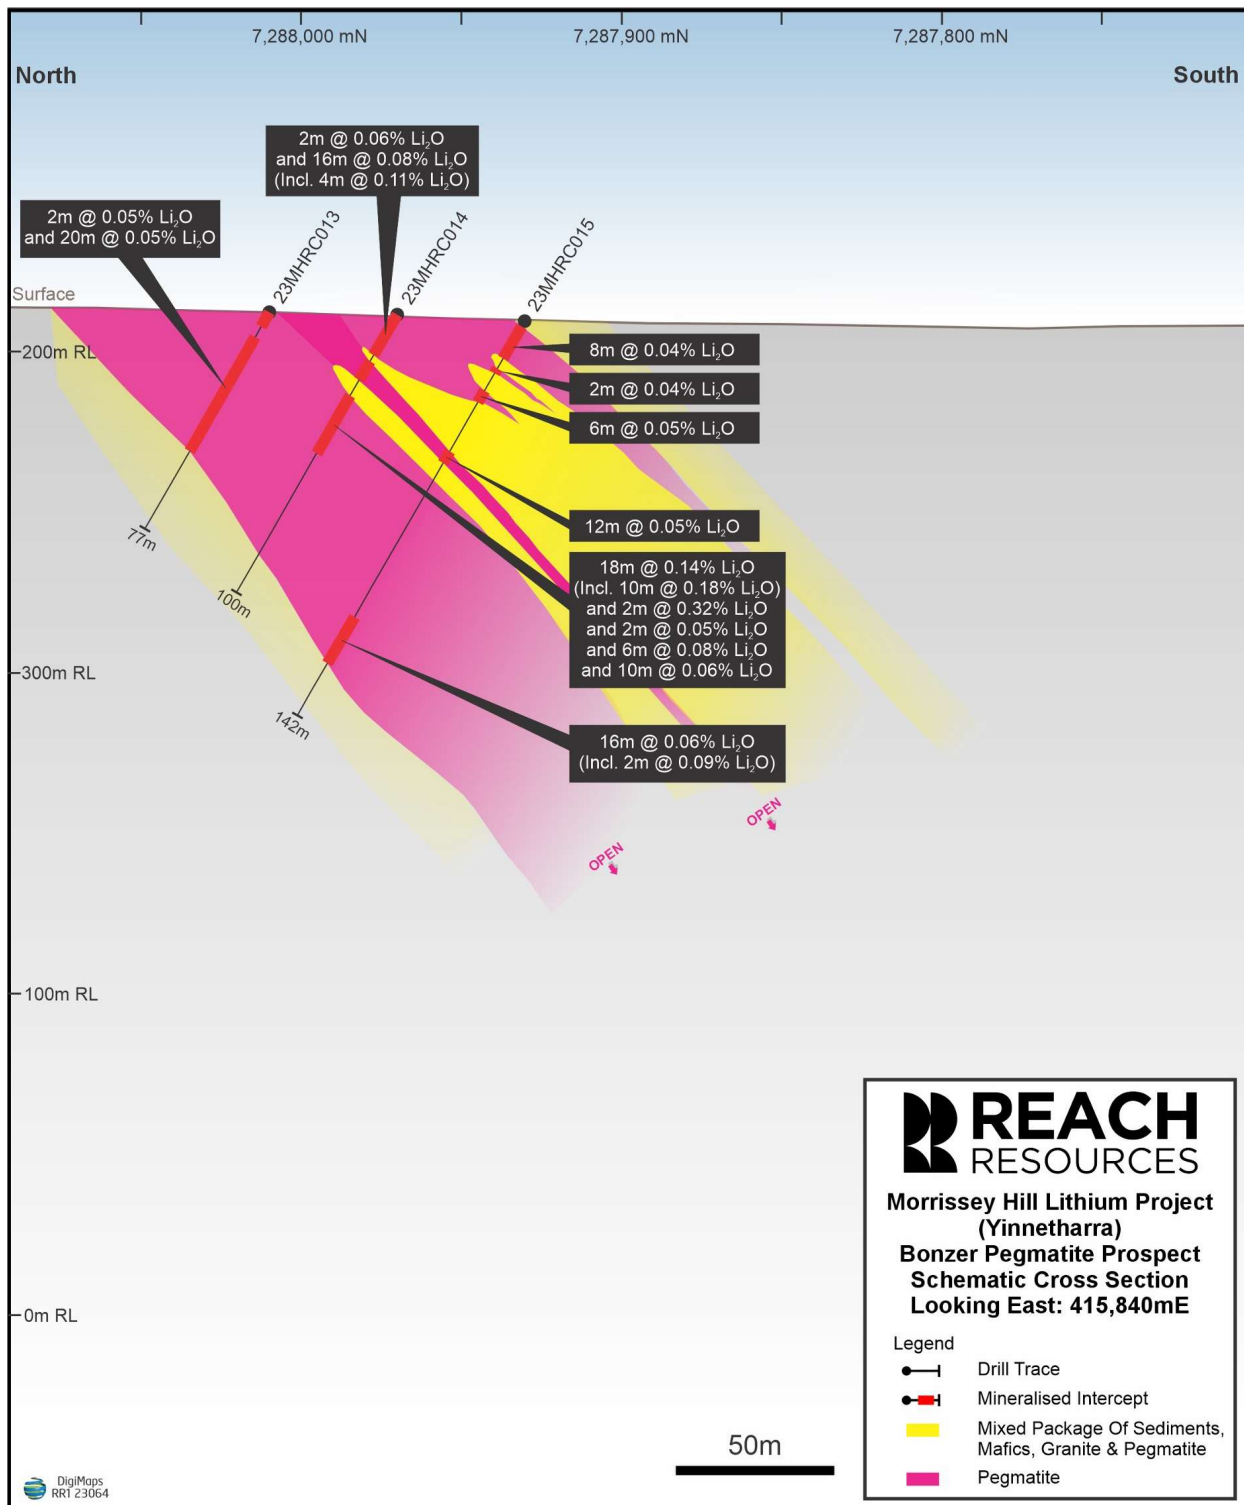 7,288,000 mN 7,287,900 mN 7,287,800 mN
North South
2m @ 0.06% Li₂O
and 16m @ 0.08% Li₂O
(Incl. 4m @ 0.11% Li₂O)
2m @ 0.05% Li₂O
and 20m @ 0.05% Li₂O
23MHRC013
23MHRC014
23MHRC015
Surface
200m RL
8m @ 0.04% Li₂O
2m @ 0.04% Li₂O
6m @ 0.05% Li₂O
12m @ 0.05% Li₂O
77m
100m
18m @ 0.14% Li₂O
(Incl. 10m @ 0.18% Li₂O)
and 2m @ 0.32% Li₂O
and 2m @ 0.05% Li₂O
and 6m @ 0.08% Li₂O
and 10m @ 0.06% Li₂O
300m RL
142m
16m @ 0.06% Li₂O
(Incl. 2m @ 0.09% Li₂O)
OPEN
OPEN
100m RL
0m RL
REACH
RESOURCES
Morrissey Hill Lithium Project
(Yinnetharra)
Bonzer Pegmatite Prospect
Schematic Cross Section
Looking East: 415,840mE
Legend
Drill Trace
Mineralised Intercept
Mixed Package Of Sediments,
Mafics, Granite & Pegmatite
Pegmatite
50m
DigiMaps
RR1 23064